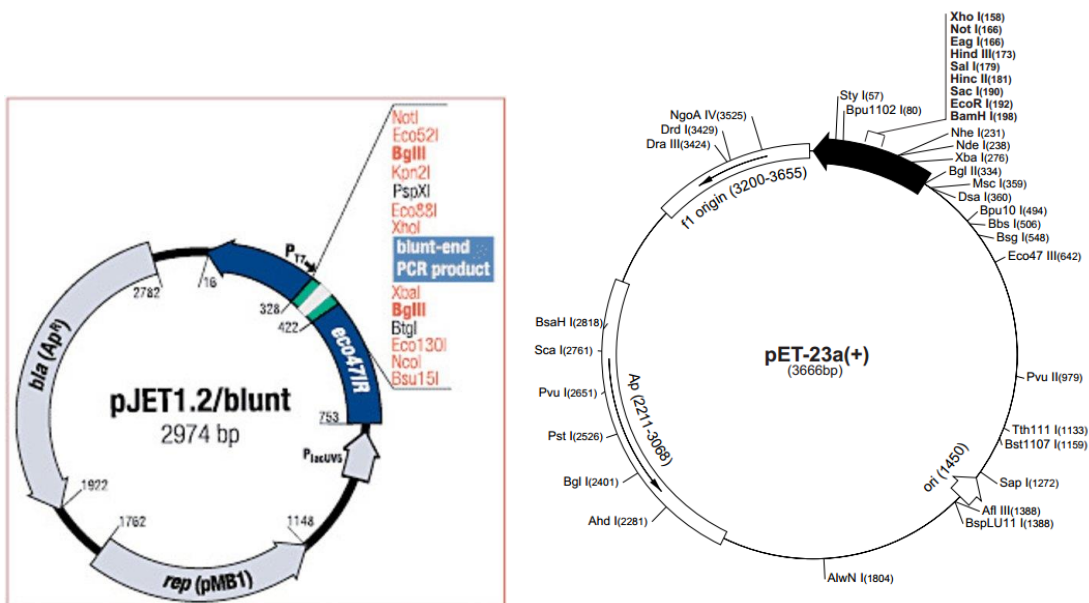 NotI
Eco52I
BglII
Kpn2I
PspXI
Eco88I
XhoI
blunt-end
PCR product
XbaI
BglII
BtgI
Eco130I
NcoI
Bsu15I
PT7
2782
16
328
422
eco47IR
bla (ApR)
pJET1.2/blunt
2974 bp
753
PlacUV5
1922
1762
1148
rep (pMB1)
Xho I(158)
Not I(166)
Eag I(166)
Hind III(173)
Sal I(179)
Hinc II(181)
Sac I(190)
EcoR I(192)
BamH I(198)
Sty I(57)
Bpu1102 I(80)
NgoA IV(3525)
Drd I(3429)
Dra III(3424)
Nhe I(231)
Nde I(238)
Xba I(276)
Bgl II(334)
Msc I(359)
Dsa I(360)
Bpu10 I(494)
Bbs I(506)
Bsg I(548)
Eco47 III(642)
f1 origin (3200-3655)
BsaH I(2818)
Sca I(2761)
Pvu I(2651)
Pst I(2526)
Bgl I(2401)
Ahd I(2281)
Ap (2211-3068)
pET-23a(+)
(3666bp)
Pvu II(979)
Tth111 I(1133)
Bst1107 I(1159)
ori (1450)
Sap I(1272)
Afl III(1388)
BspLU11 I(1388)
AlwN I(1804)